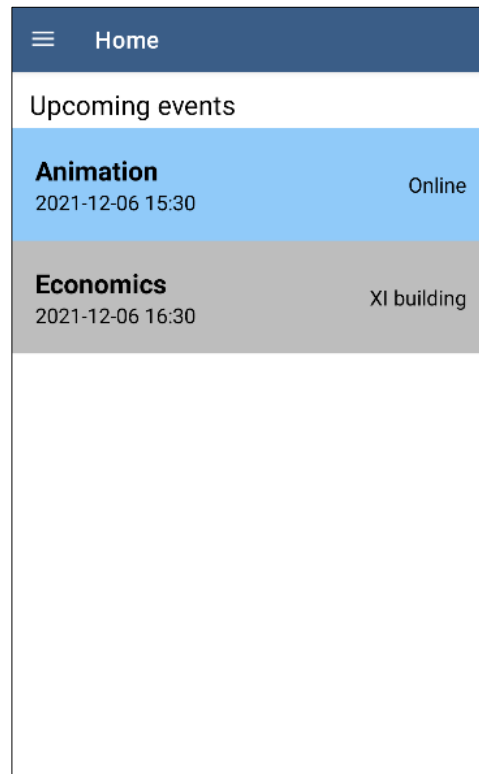 Home
Upcoming events
Animation
2021-12-06 15:30
Online
Economics
2021-12-06 16:30
XI building